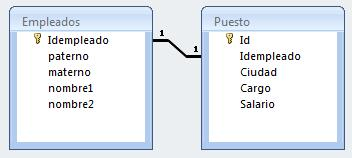 Empleados
Idempleado
paterno
materno
nombre1
nombre2
1
1
Puesto
Id
Idempleado
Ciudad
Cargo
Salario